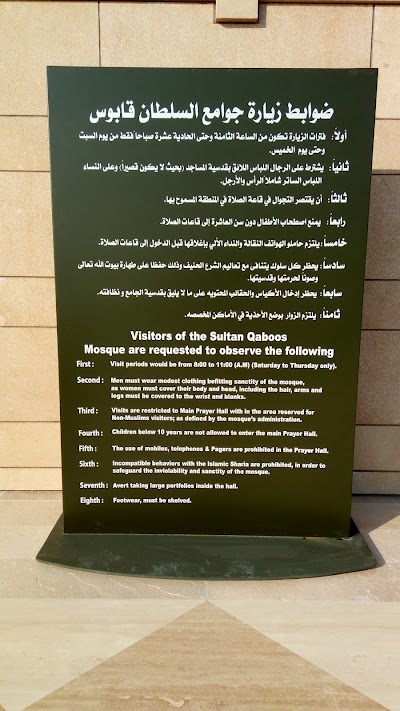 ضوابط زيارة جوامع السلطان قابوس
أولاً: فترات الزيارة تكون من الساعة الثامنة وحتى الحادية عشرة صباحاً فقط من يوم السبت
وحتى يوم الخميس.
ثانياً: يشترط على الرجال اللباس اللائق بقدسية المساجد (بحيث لا يكون قصيراً) وعلى النساء
اللباس الساتر شاملا الرأس والأرجل.
ثالثاً: أن يقتصر التجوال في قاعة الصلاة في المنطقة المسموح بها.
رابعاً: يمنع اصطحاب الأطفال دون سن العاشرة إلى قاعات الصلاة.
خامساً: يلتزم حاملو الهواتف النقالة والنداء الآلي بإغلاقها قبل الدخول إلى قاعات الصلاة.
سادساً: يحظر كل سلوك يتنافى مع تعاليم الشرع الحنيف وذلك حفظا على طهارة بيوت الله تعالى
وصوناً لحرمتها وقدسيتها.
سابعاً: يحظر إدخال الأكياس والحقائب المحتويه على ما لا يليق بقدسية الجامع و نظافته.
ثامناً: يلتزم الزوار بوضع الأحذية في الأماكن المخصصه.
Visitors of the Sultan Qaboos
Mosque are requested to observe the following
First : Visit periods would be from 8:00 to 11:00 (A.M) (Saturday to Thursday only).
Second : Men must wear modest clothing befitting sanctity of the mosque,
as women must cover their body and head, including the hair, arms and
legs must be covered to the wrist and blanks.
Third : Visits are restricted to Main Prayer Hall with in the area reserved for
Non-Muslims visitors; as defined by the mosque's administration.
Fourth : Children below 10 years are not allowed to enter the main Prayer Hall.
Fifth : The use of mobiles, telephones & Pagers are prohibited in the Prayer Hall.
Sixth : Incompatible behaviors with the Islamic Sharia are prohibited, in order to
safeguard the inviolability and sanctity of the mosque.
Seventh : Avert taking large portfolios inside the hall.
Eighth : Footwear, must be shelved.